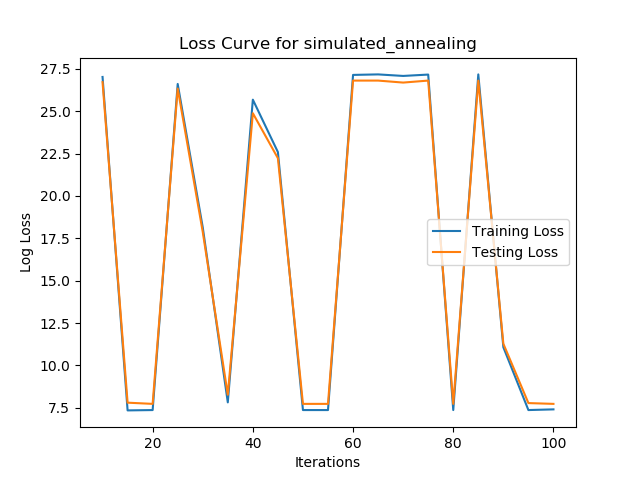 Loss Curve for simulated_annealing
27.5
25.0
22.5
20.0
17.5
15.0
12.5
10.0
7.5
Log Loss
Training Loss
Testing Loss
20 40 60 80 100
Iterations